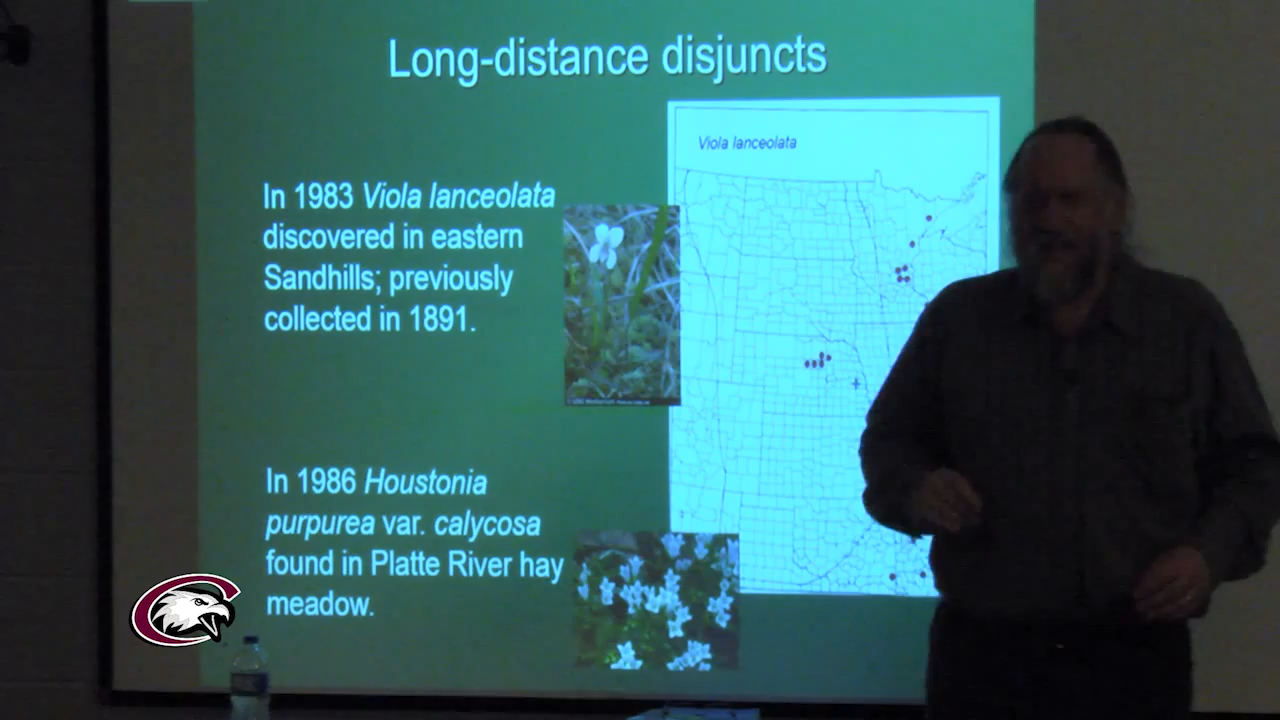 Long-distance disjuncts
Viola lanceolata
In 1983 Viola lanceolata
discovered in eastern
Sandhills; previously
collected in 1891.
In 1986 Houstonia
purpurea var. calycosa
found in Platte River hay
meadow.